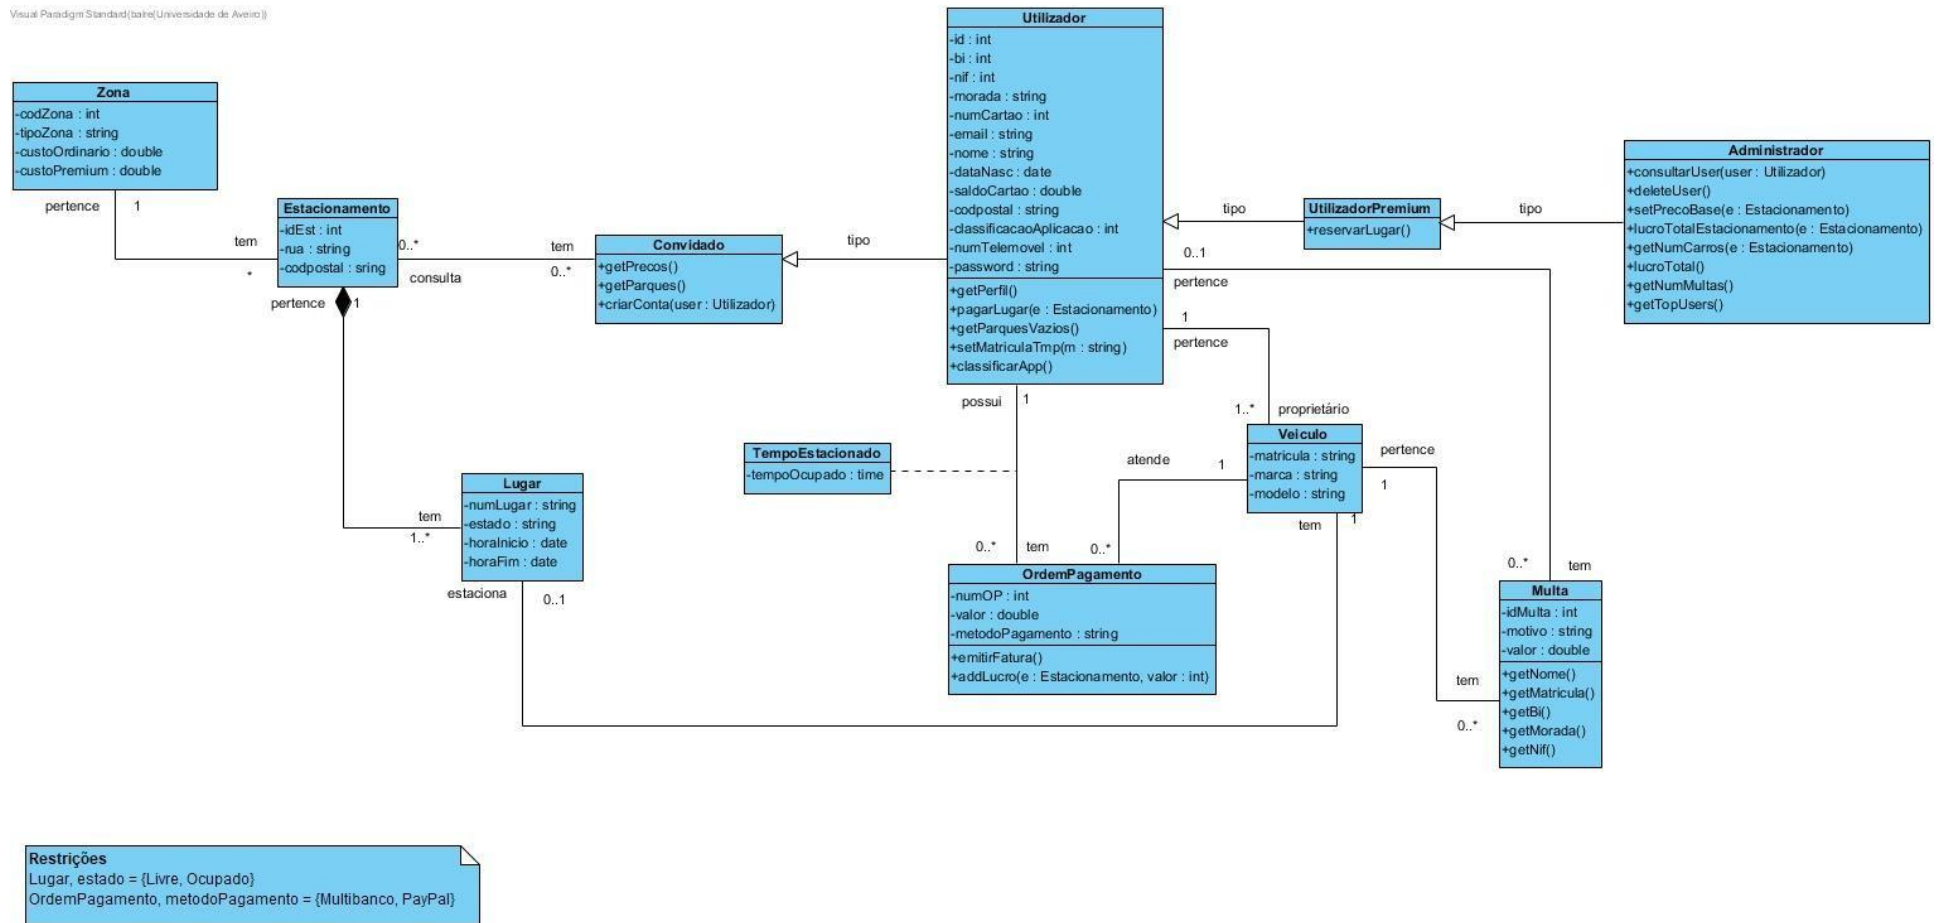 Visual Paradigm Standard(balre(Universidade de Aveiro))
Utilizador
-id : int
-bi : int
-nif : int
-morada : string
-numCartao : int
-email : string
-nome : string
-dataNasc : date
-saldoCartao : double
-codpostal : string
-classificacaoAplicacao : int
-numTelemovel : int
-password : string
+getPerfil()
+pagarLugar(e : Estacionamento)
+getParquesVazios()
+setMatriculaTmp(m : string)
+classificarApp()
Zona
-codZona : int
-tipoZona : string
-custoOrdinario : double
-custoPremium : double
pertence 1
tem
*
Estacionamento
-idEst : int
-rua : string
-codpostal : sring
0..*
consulta
tem
0..*
Convidado
+getPrecos()
+getParques()
+criarConta(user : Utilizador)
tipo
tipo
UtilizadorPremium
+reservarLugar()
tipo
Administrador
+consultarUser(user : Utilizador)
+deleteUser()
+setPrecoBase(e : Estacionamento)
+lucroTotalEstacionamento(e : Estacionamento)
+getNumCarros(e : Estacionamento)
+lucroTotal()
+getNumMultas()
+getTopUsers()
0..1
pertence
1
pertence
pertence 1
possui 1
1..* proprietário
Veiculo
-matricula : string
-marca : string
-modelo : string
pertence
1
atende 1
TempoEstacionado
-tempoOcupado : time
Lugar
-numLugar : string
-estado : string
-horaInicio : date
-horaFim : date
tem
1..*
estaciona
0..1
tem 1
0..* tem
0..*
OrdemPagamento
-numOP : int
-valor : double
-metodoPagamento : string
+emitirFatura()
+addLucro(e : Estacionamento, valor : int)
0..* tem
Multa
-idMulta : int
-motivo : string
-valor : double
+getNome()
+getMatricula()
+getBi()
+getMorada()
+getNif()
tem
0..*
Restrições
Lugar, estado = {Livre, Ocupado}
OrdemPagamento, metodoPagamento = {Multibanco, PayPal}